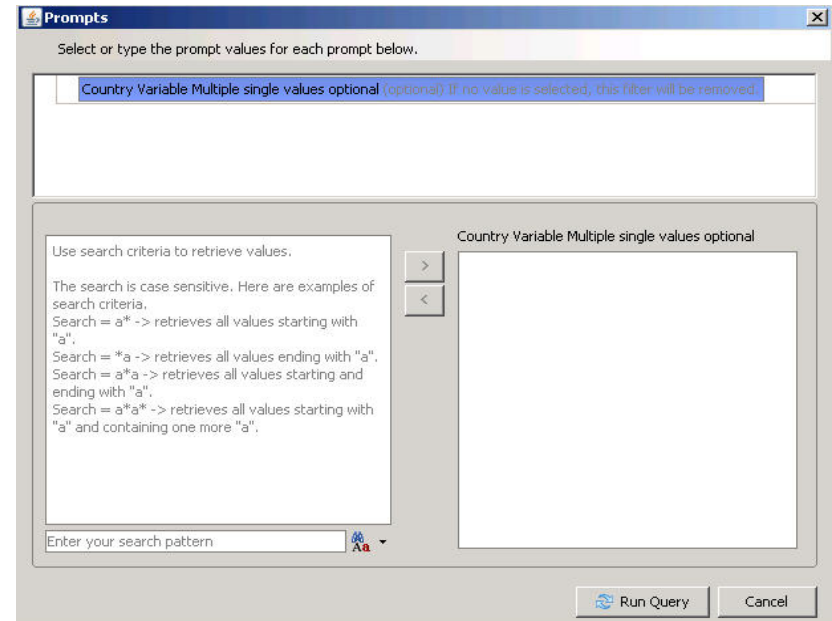 Prompts
Select or type the prompt values for each prompt below.
Country Variable Multiple single values optional (optional) If no value is selected, this filter will be removed.
Use search criteria to retrieve values.
The search is case sensitive. Here are examples of
search criteria.
Search = a* -> retrieves all values starting with
"a".
Search = *a -> retrieves all values ending with "a".
Search = a*a -> retrieves all values starting and
ending with "a".
Search = a*a* -> retrieves all values starting with
"a" and containing one more "a".
Enter your search pattern
Aa
>
<
Country Variable Multiple single values optional
Run Query
Cancel